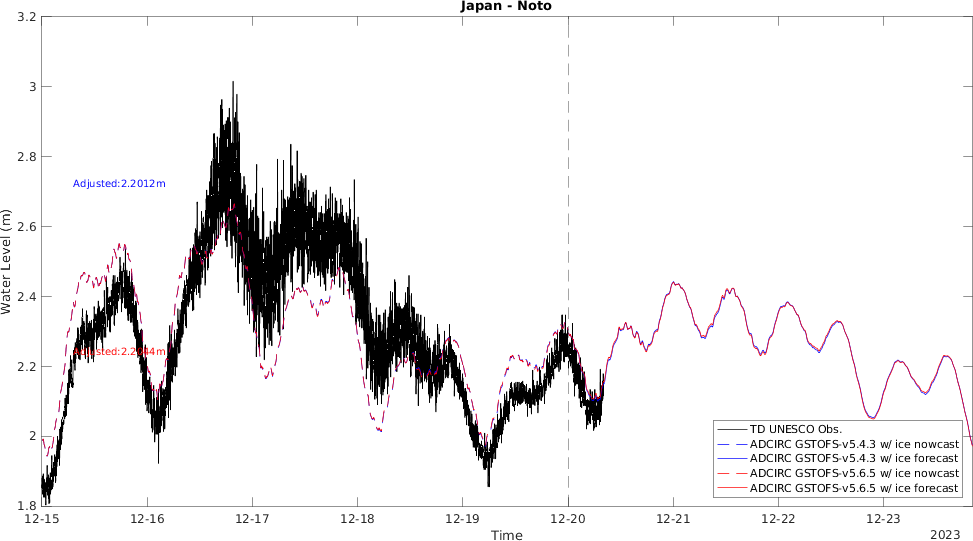 Japan - Noto
3.2
3
2.8
2.6
2.4
2.2
2
1.8
Water Level (m)
Adjusted:2.2012m
Adjusted:2.2244m
TD UNESCO Obs.
ADCIRC GSTOFS-v5.4.3 w/ ice nowcast
ADCIRC GSTOFS-v5.4.3 w/ ice forecast
ADCIRC GSTOFS-v5.6.5 w/ ice nowcast
ADCIRC GSTOFS-v5.6.5 w/ ice forecast
12-15 12-16 12-17 12-18 12-19 12-20 12-21 12-22 12-23
Time
2023